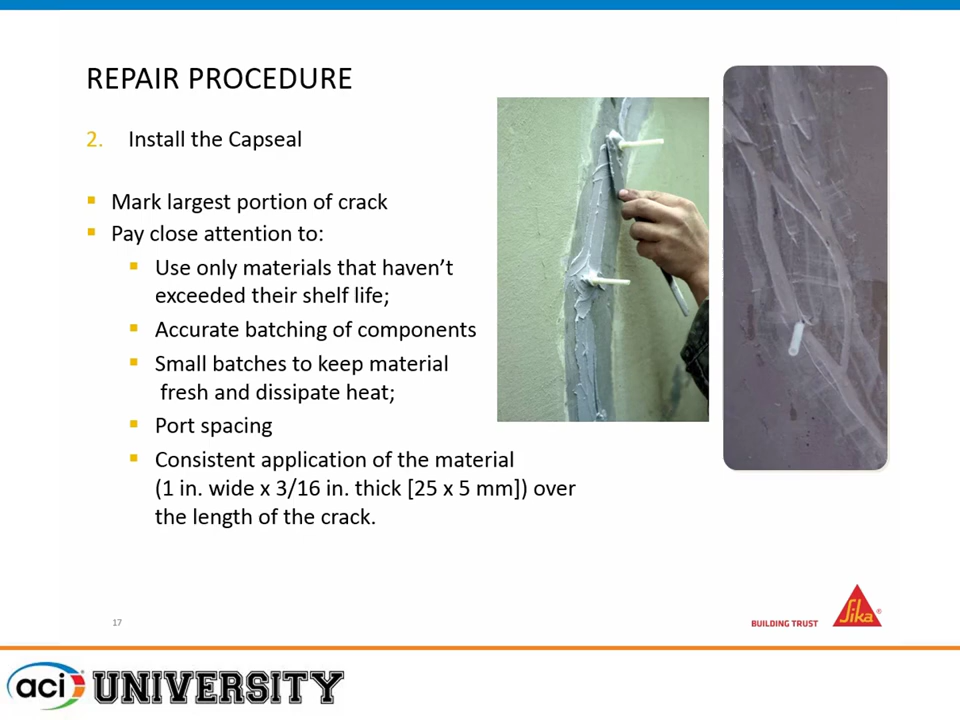 REPAIR PROCEDURE
2. Install the Capseal
▪ Mark largest portion of crack
▪ Pay close attention to:
▪ Use only materials that haven’t
exceeded their shelf life;
▪ Accurate batching of components
▪ Small batches to keep material
fresh and dissipate heat;
▪ Port spacing
▪ Consistent application of the material
(1 in. wide x 3/16 in. thick [25 x 5 mm]) over
the length of the crack.
17
BUILDING TRUST
Sika®
aci UNIVERSITY